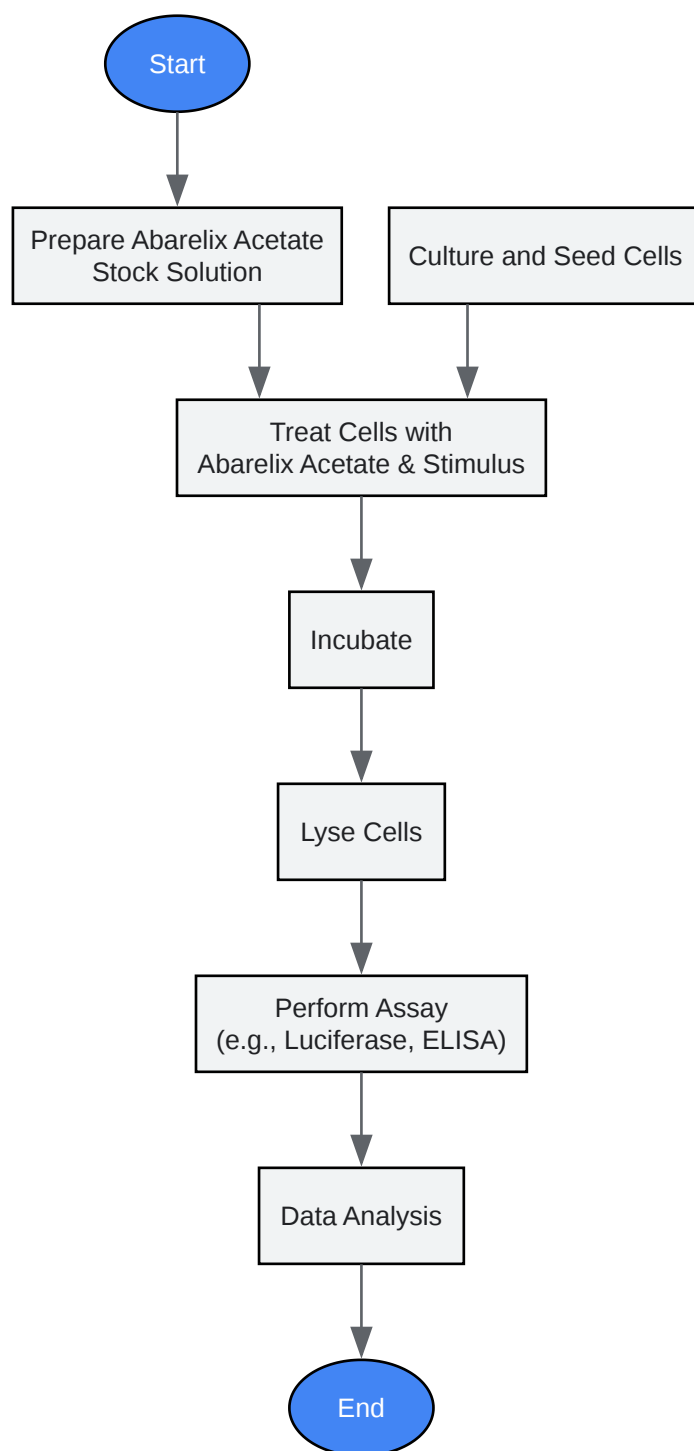 Start
Prepare Abarelix Acetate
Stock Solution
Culture and Seed Cells
Treat Cells with
Abarelix Acetate & Stimulus
Incubate
Lyse Cells
Perform Assay
(e.g., Luciferase, ELISA)
Data Analysis
End